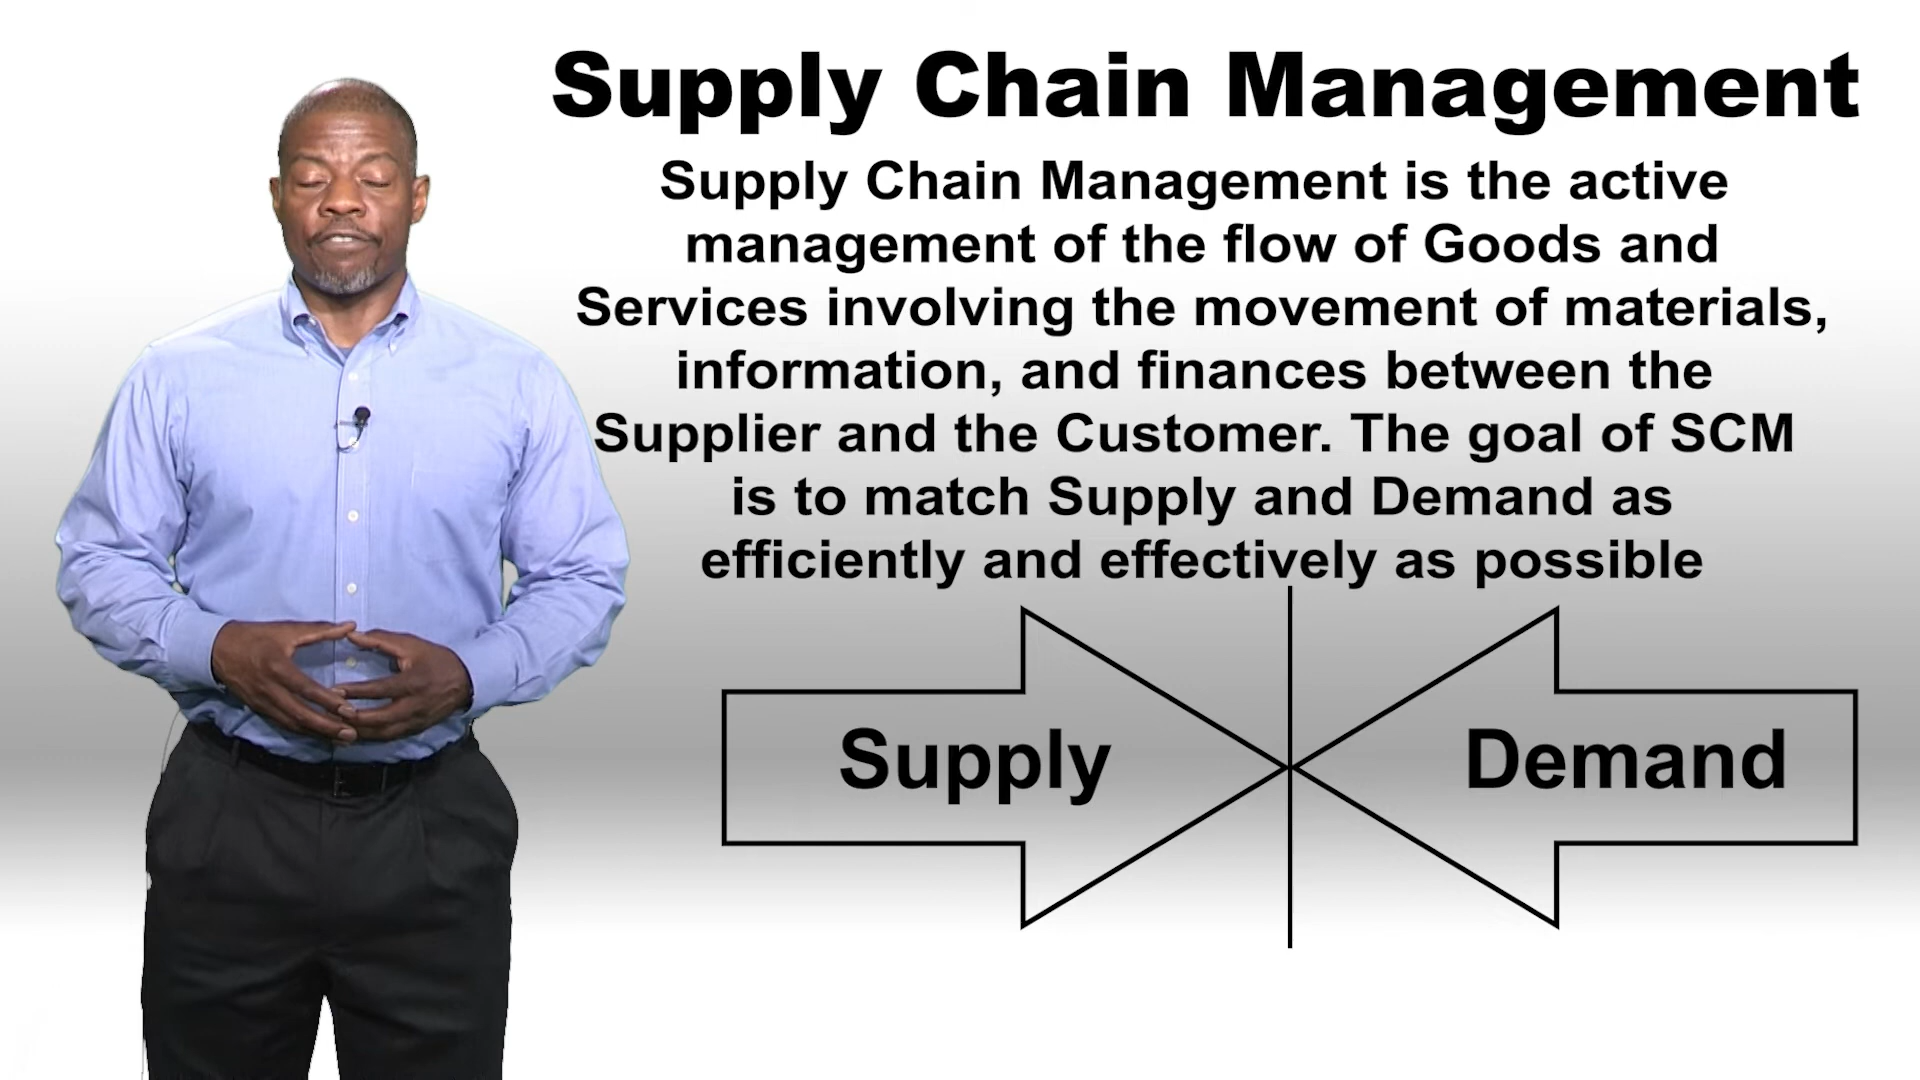 Supply Chain Management
Supply Chain Management is the active
management of the flow of Goods and
Services involving the movement of materials,
information, and finances between the
Supplier and the Customer. The goal of SCM
is to match Supply and Demand as
efficiently and effectively as possible
Supply
Demand